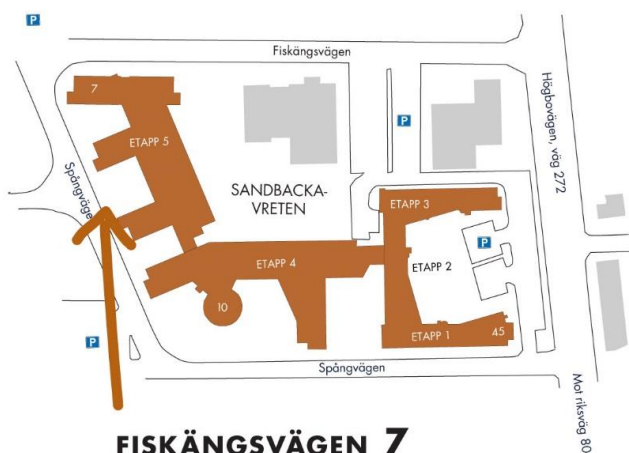 P
Fiskängsvägen
7
Högbovägen, väg 272
P
ETAPP 5
Spångväge
SANDBACKA-
VRETEN
ETAPP 3
P
ETAPP 4
ETAPP 2
10
ETAPP 1
45
P
Spångvägen
Mot riksväg 80
FISKÄNGSVÄGEN 7